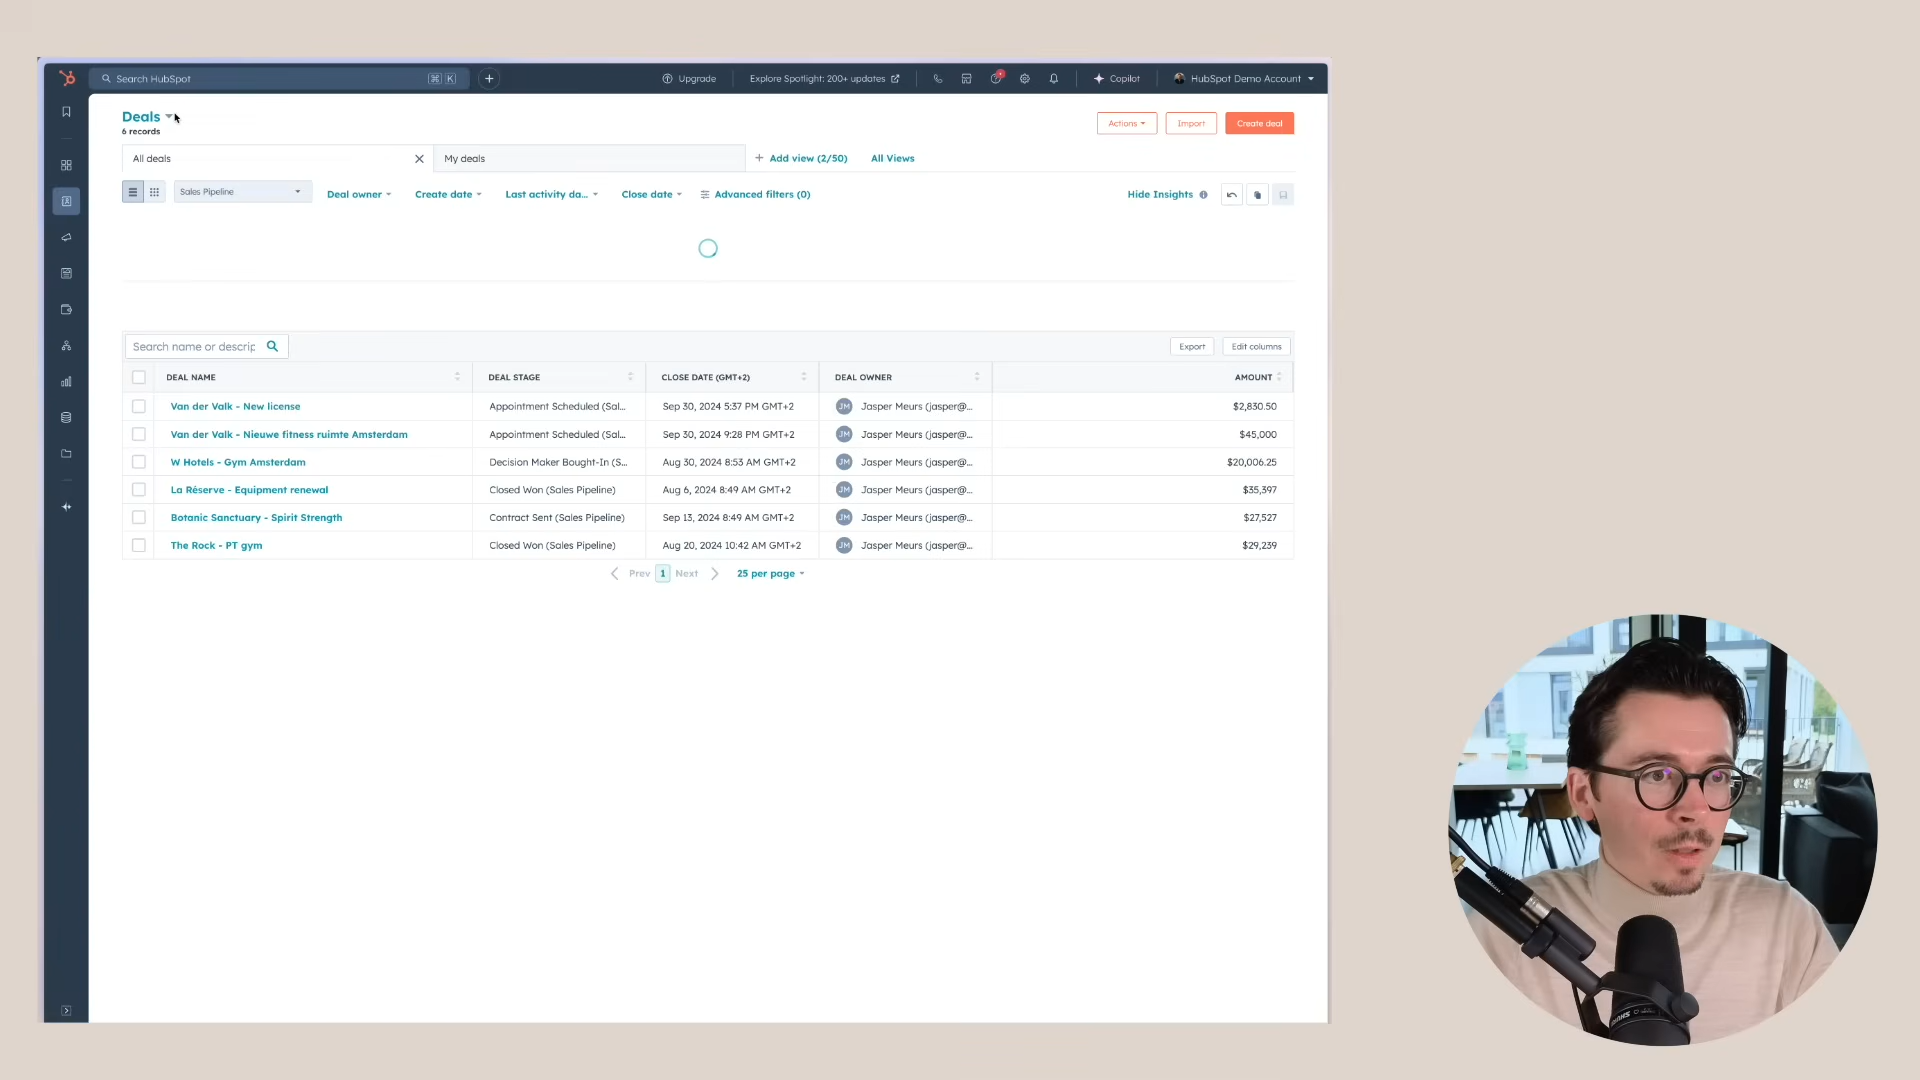 Search HubSpot
⌘ K
Upgrade
Explore Spotlight: 200+ updates
Copilot
HubSpot Demo Account
Deals
6 records
Actions
Import
Create deal
All deals
My deals
+ Add view (2/50)
All Views
Sales Pipeline
Deal owner
Create date
Last activity da...
Close date
Advanced filters (0)
Hide Insights
Search name or descrip
Export
Edit columns
DEAL NAME DEAL STAGE CLOSE DATE (GMT+2) DEAL OWNER AMOUNT
Van der Valk - New license Appointment Scheduled (Sal... Sep 30, 2024 5:37 PM GMT+2 JM Jasper Meurs (jasper@... $2,830.50
Van der Valk - Nieuwe fitness ruimte Amsterdam Appointment Scheduled (Sal... Sep 30, 2024 9:28 PM GMT+2 JM Jasper Meurs (jasper@... $45,000
W Hotels - Gym Amsterdam Decision Maker Bought-In (S... Aug 30, 2024 8:53 AM GMT+2 JM Jasper Meurs (jasper@... $20,006.25
La Réserve - Equipment renewal Closed Won (Sales Pipeline) Aug 6, 2024 8:49 AM GMT+2 JM Jasper Meurs (jasper@... $35,397
Botanic Sanctuary - Spirit Strength Contract Sent (Sales Pipeline) Sep 13, 2024 8:49 AM GMT+2 JM Jasper Meurs (jasper@... $27,527
The Rock - PT gym Closed Won (Sales Pipeline) Aug 20, 2024 10:42 AM GMT+2 JM Jasper Meurs (jasper@... $29,239
Prev 1 Next 25 per page
SHURE